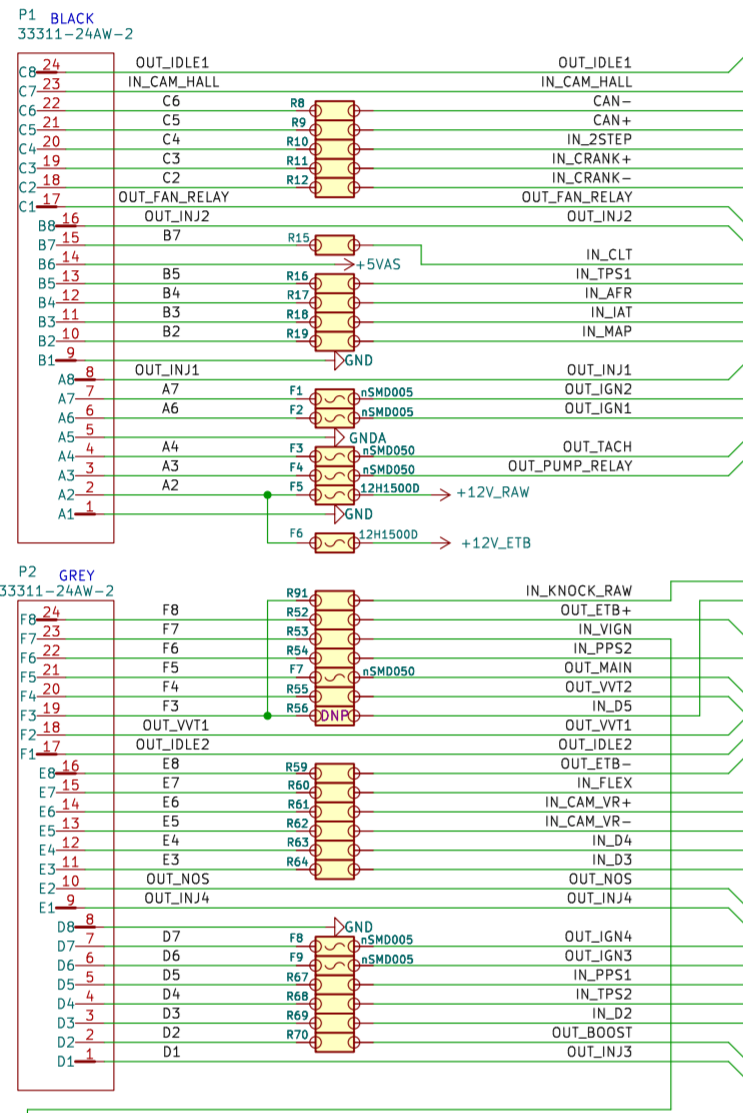 P1 BLACK
33311-24AW-2
C8 24 OUT_IDLE1 OUT_IDLE1
C7 23 IN_CAM_HALL IN_CAM_HALL
C6 22 C6 R8 CAN-
C5 21 C5 R9 CAN+
C4 20 C4 R10 IN_2STEP
C3 19 C3 R11 IN_CRANK+
C2 18 C2 R12 IN_CRANK-
C1 17 OUT_FAN_RELAY OUT_FAN_RELAY
B8 16 OUT_INJ2 OUT_INJ2
B7 15 B7 R15
B6 14 +5VAS IN_CLT
B5 13 B5 R16 IN_TPS1
B4 12 B4 R17 IN_AFR
B3 11 B3 R18 IN_IAT
B2 10 B2 R19 IN_MAP
B1 9 GND
A8 8 OUT_INJ1 OUT_INJ1
A7 7 A7 F1 nSMD005 OUT_IGN2
A6 6 A6 F2 nSMD005 OUT_IGN1
A5 5 GNDA
A4 4 A4 F3 nSMD050 OUT_TACH
A3 3 A3 F4 nSMD050 OUT_PUMP_RELAY
A2 2 A2 F5 12H1500D +12V_RAW
A1 1 GND
F6 12H1500D +12V_ETB
P2 GREY
33311-24AW-2
R91 IN_KNOCK_RAW
F8 24 F8 R52 OUT_ETB+
F7 23 F7 R53 IN_VIGN
F6 22 F6 R54 IN_PPS2
F5 21 F5 F7 nSMD050 OUT_MAIN
F4 20 F4 R55 OUT_VVT2
F3 19 F3 R56 DNP IN_D5
F2 18 OUT_VVT1 OUT_VVT1
F1 17 OUT_IDLE2 OUT_IDLE2
E8 16 E8 R59 OUT_ETB-
E7 15 E7 R60 IN_FLEX
E6 14 E6 R61 IN_CAM_VR+
E5 13 E5 R62 IN_CAM_VR-
E4 12 E4 R63 IN_D4
E3 11 E3 R64 IN_D3
E2 10 OUT_NOS OUT_NOS
E1 9 OUT_INJ4 OUT_INJ4
D8 8 GND
D7 7 D7 F8 nSMD005 OUT_IGN4
D6 6 D6 F9 nSMD005 OUT_IGN3
D5 5 D5 R67 IN_PPS1
D4 4 D4 R68 IN_TPS2
D3 3 D3 R69 IN_D2
D2 2 D2 R70 OUT_BOOST
D1 1 D1 OUT_INJ3